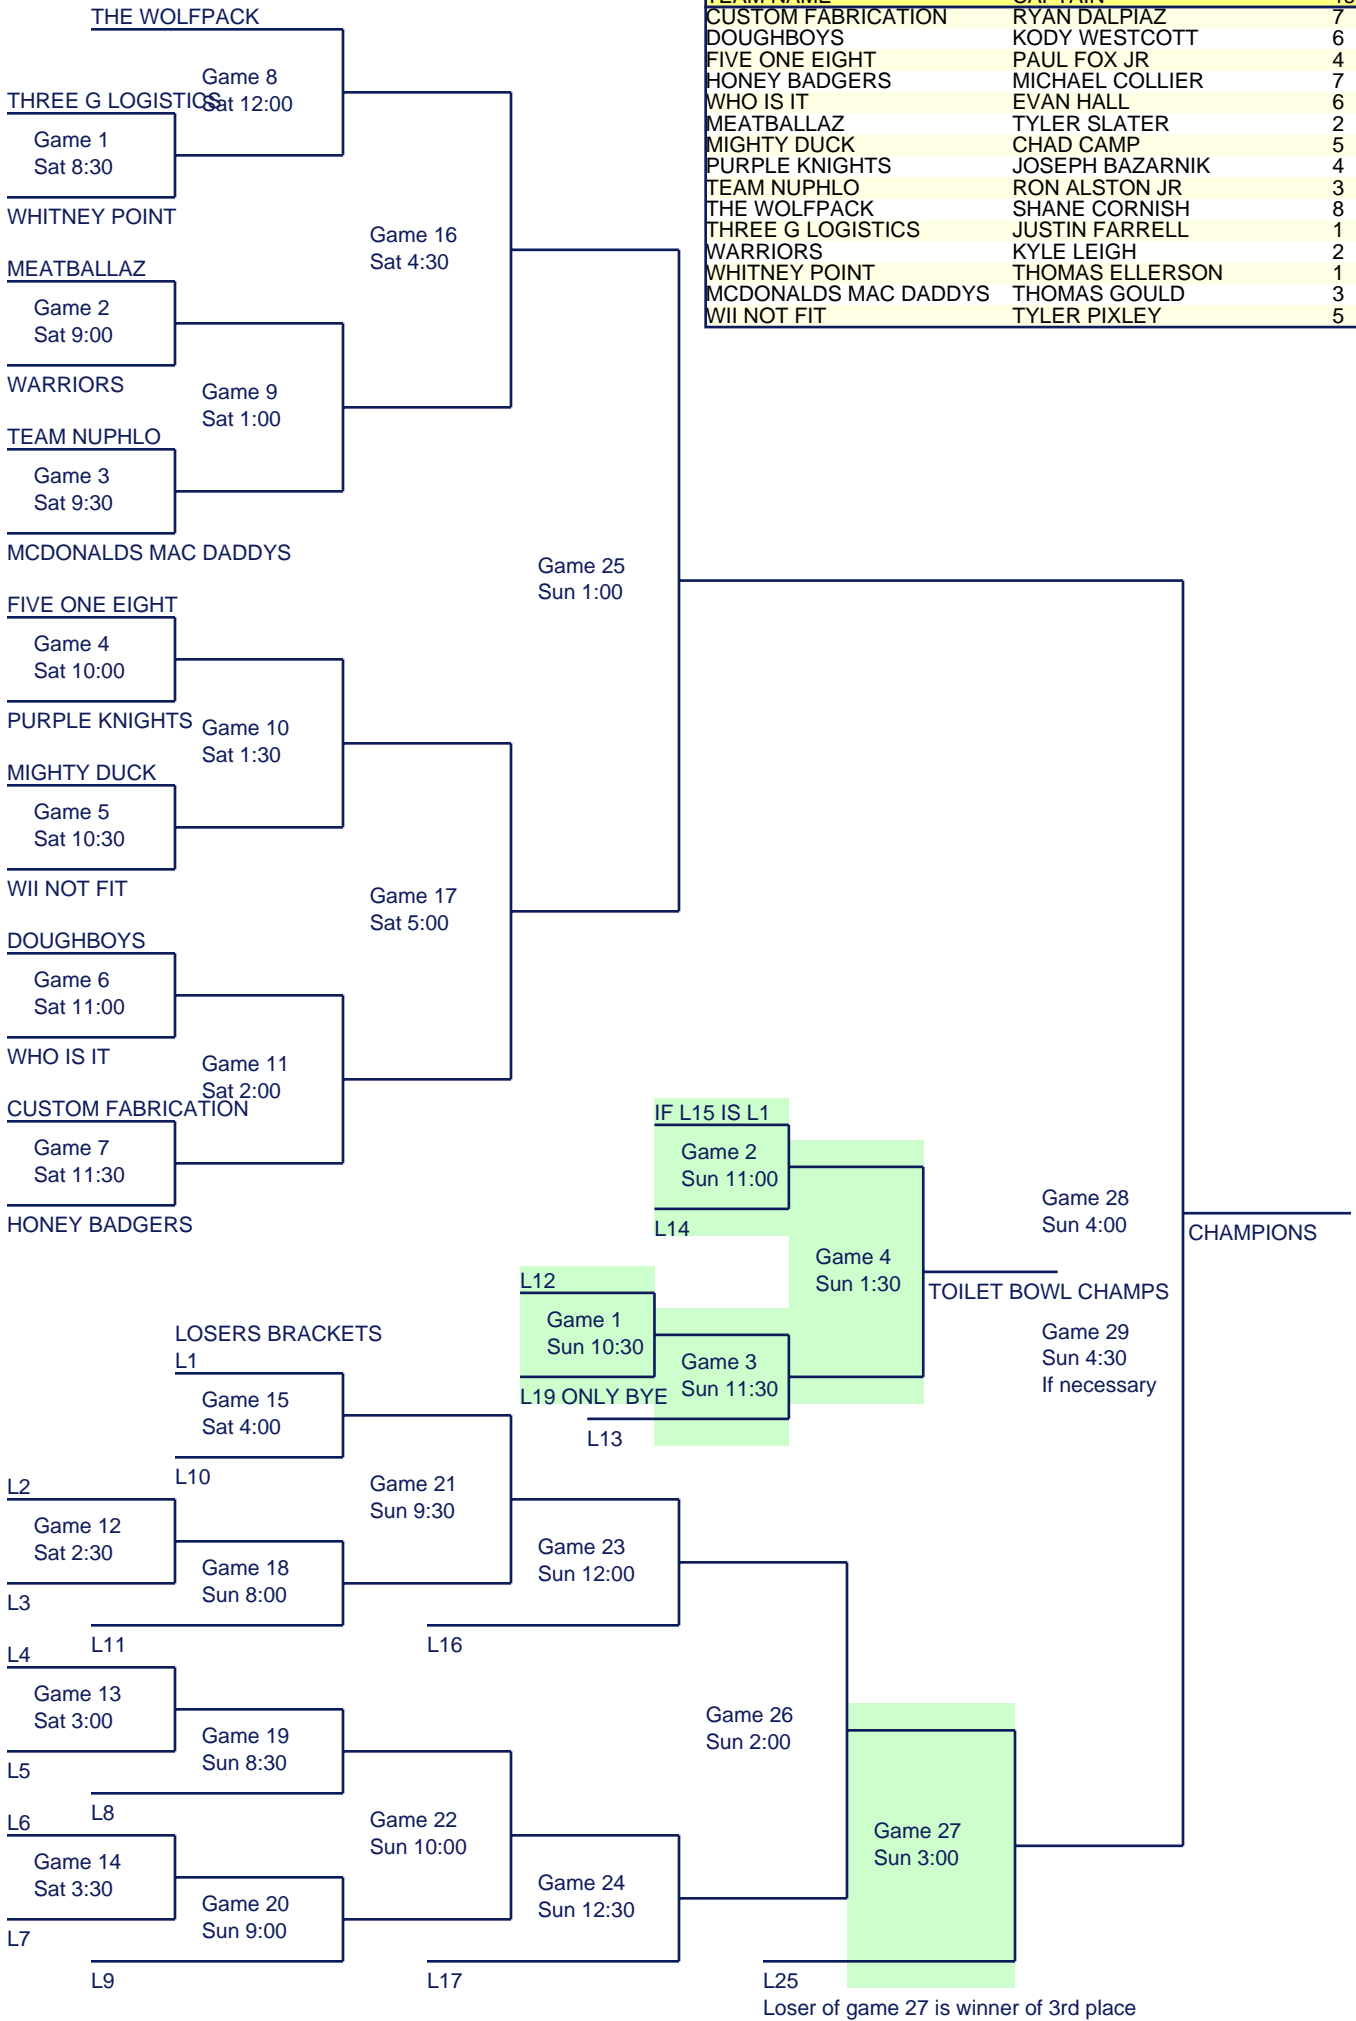 THE WOLFPACK
Game 8
Sat 12:00
THREE G LOGISTICS
Game 1
Sat 8:30
WHITNEY POINT
Game 16
Sat 4:30
MEATBALLAZ
Game 2
Sat 9:00
WARRIORS
Game 9
Sat 1:00
TEAM NUPHLO
Game 3
Sat 9:30
MCDONALDS MAC DADDYS
Game 25
Sun 1:00
FIVE ONE EIGHT
Game 4
Sat 10:00
PURPLE KNIGHTS
Game 10
Sat 1:30
MIGHTY DUCK
Game 5
Sat 10:30
WII NOT FIT
Game 17
Sat 5:00
DOUGHBOYS
Game 6
Sat 11:00
WHO IS IT
Game 11
Sat 2:00
CUSTOM FABRICATION
Game 7
Sat 11:30
HONEY BADGERS
CUSTOM FABRICATION RYAN DALPIAZ 7
DOUGHBOYS KODY WESTCOTT 6
FIVE ONE EIGHT PAUL FOX JR 4
HONEY BADGERS MICHAEL COLLIER 7
WHO IS IT EVAN HALL 6
MEATBALLAZ TYLER SLATER 2
MIGHTY DUCK CHAD CAMP 5
PURPLE KNIGHTS JOSEPH BAZARNIK 4
TEAM NUPHLO RON ALSTON JR 3
THE WOLFPACK SHANE CORNISH 8
THREE G LOGISTICS JUSTIN FARRELL 1
WARRIORS KYLE LEIGH 2
WHITNEY POINT THOMAS ELLERSON 1
MCDONALDS MAC DADDYS THOMAS GOULD 3
WII NOT FIT TYLER PIXLEY 5
IF L15 IS L1
Game 2
Sun 11:00
L14
Game 4
Sun 1:30
L12
Game 1
Sun 10:30
L19 ONLY BYE
Game 3
Sun 11:30
L13
TOILET BOWL CHAMPS
Game 28
Sun 4:00
CHAMPIONS
Game 29
Sun 4:30
If necessary
LOSERS BRACKETS
L1
Game 15
Sat 4:00
L10
Game 21
Sun 9:30
L2
Game 12
Sat 2:30
L3
Game 18
Sun 8:00
L11
Game 23
Sun 12:00
L16
L4
Game 13
Sat 3:00
L5
Game 19
Sun 8:30
L8
Game 26
Sun 2:00
L6
Game 14
Sat 3:30
L7
Game 22
Sun 10:00
Game 20
Sun 9:00
L9
Game 24
Sun 12:30
L17
Game 27
Sun 3:00
L25
Loser of game 27 is winner of 3rd place